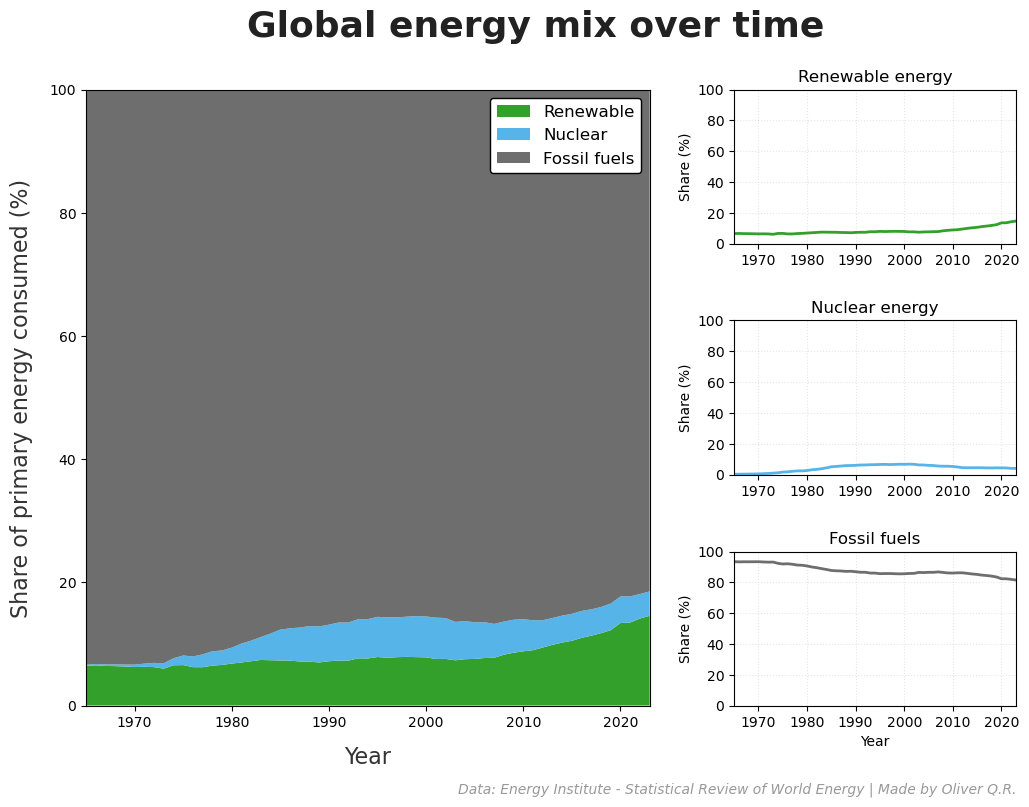 Global energy mix over time
Share of primary energy consumed (%)
100
80
60
40
20
0
1970 1980 1990 2000 2010 2020
Year
Renewable
Nuclear
Fossil fuels
Renewable energy
Share (%)
100
80
60
40
20
0
1970 1980 1990 2000 2010 2020
Nuclear energy
Share (%)
100
80
60
40
20
0
1970 1980 1990 2000 2010 2020
Fossil fuels
Share (%)
100
80
60
40
20
0
1970 1980 1990 2000 2010 2020
Year
Data: Energy Institute - Statistical Review of World Energy | Made by Oliver Q.R.